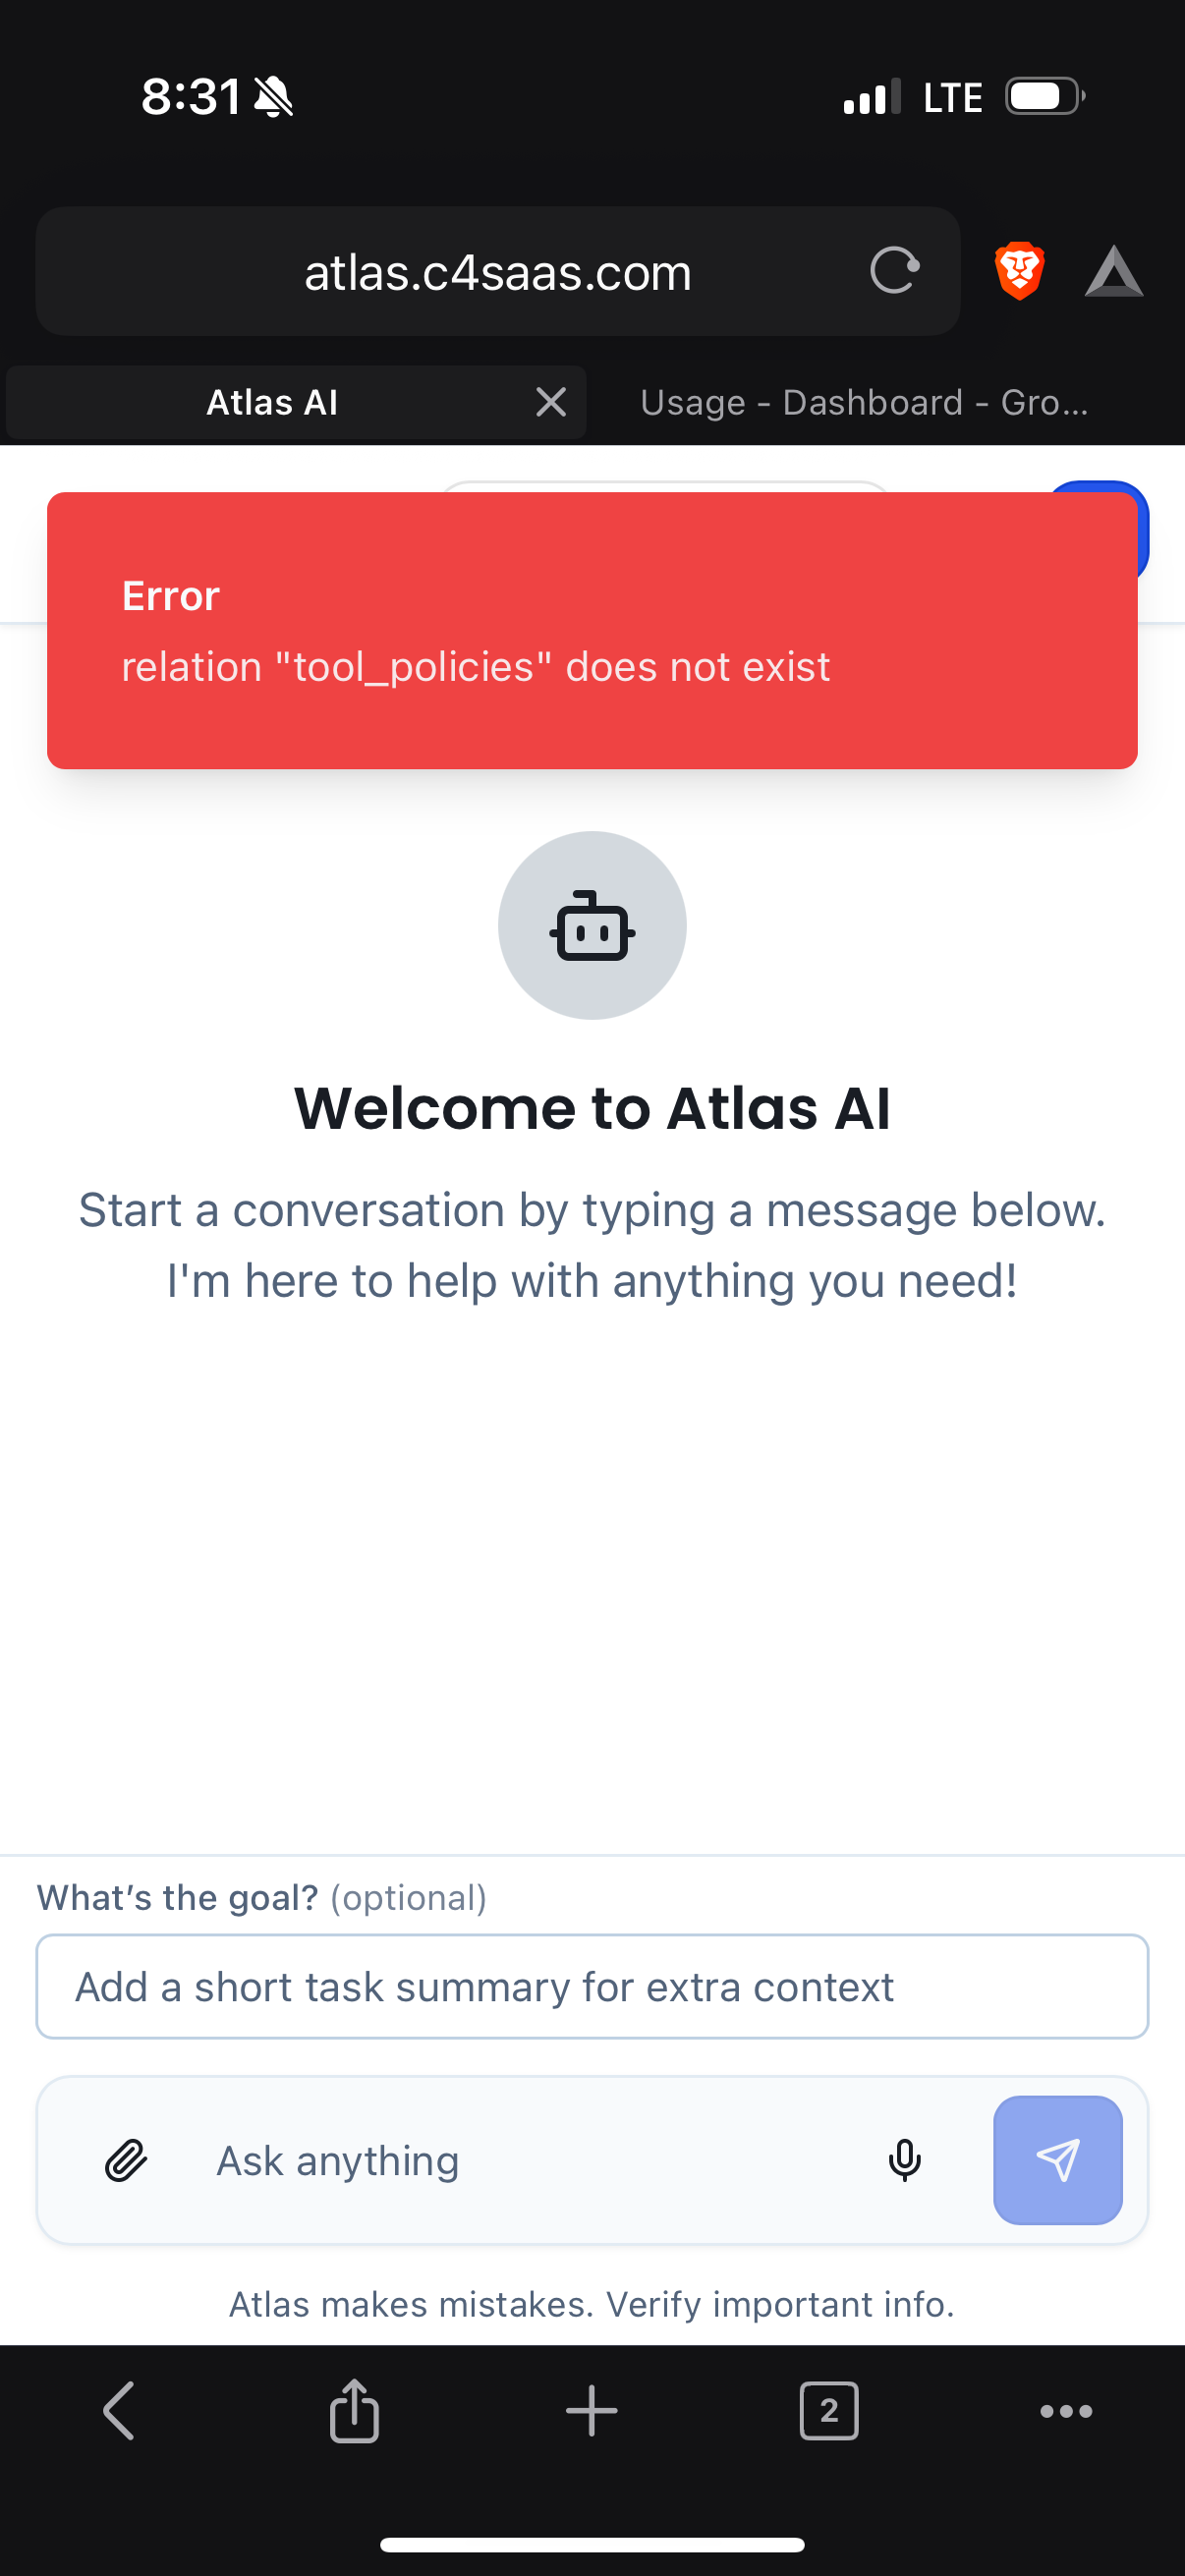 8:31
LTE
atlas.c4saas.com
Atlas AI
Usage - Dashboard - Gro...
Error
relation "tool_policies" does not exist
Welcome to Atlas AI
Start a conversation by typing a message below.
I'm here to help with anything you need!
What’s the goal? (optional)
Add a short task summary for extra context
Ask anything
Atlas makes mistakes. Verify important info.
2